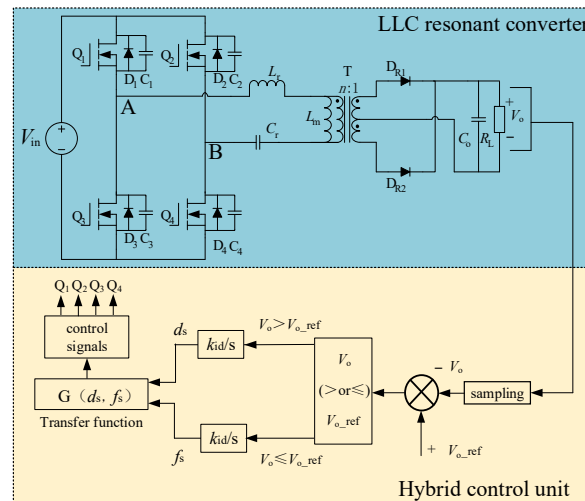 LLC resonant converter
Q1
Q2
D1 C1
D2 C2
Lr
T
n:1
DR1
A
Lm
Vin
B
Cr
Co
RL
+
Vo
−
DR2
Q3
Q4
D3 C3
D4 C4
Q1 Q2 Q3 Q4
control
signals
ds
kid/s
Vo>Vo_ref
Vo
(>or≤)
Vo_ref
− Vo
sampling
G（ds, fs）
Transfer function
fs
kid/s
Vo≤Vo_ref
+ Vo_ref
Hybrid control unit